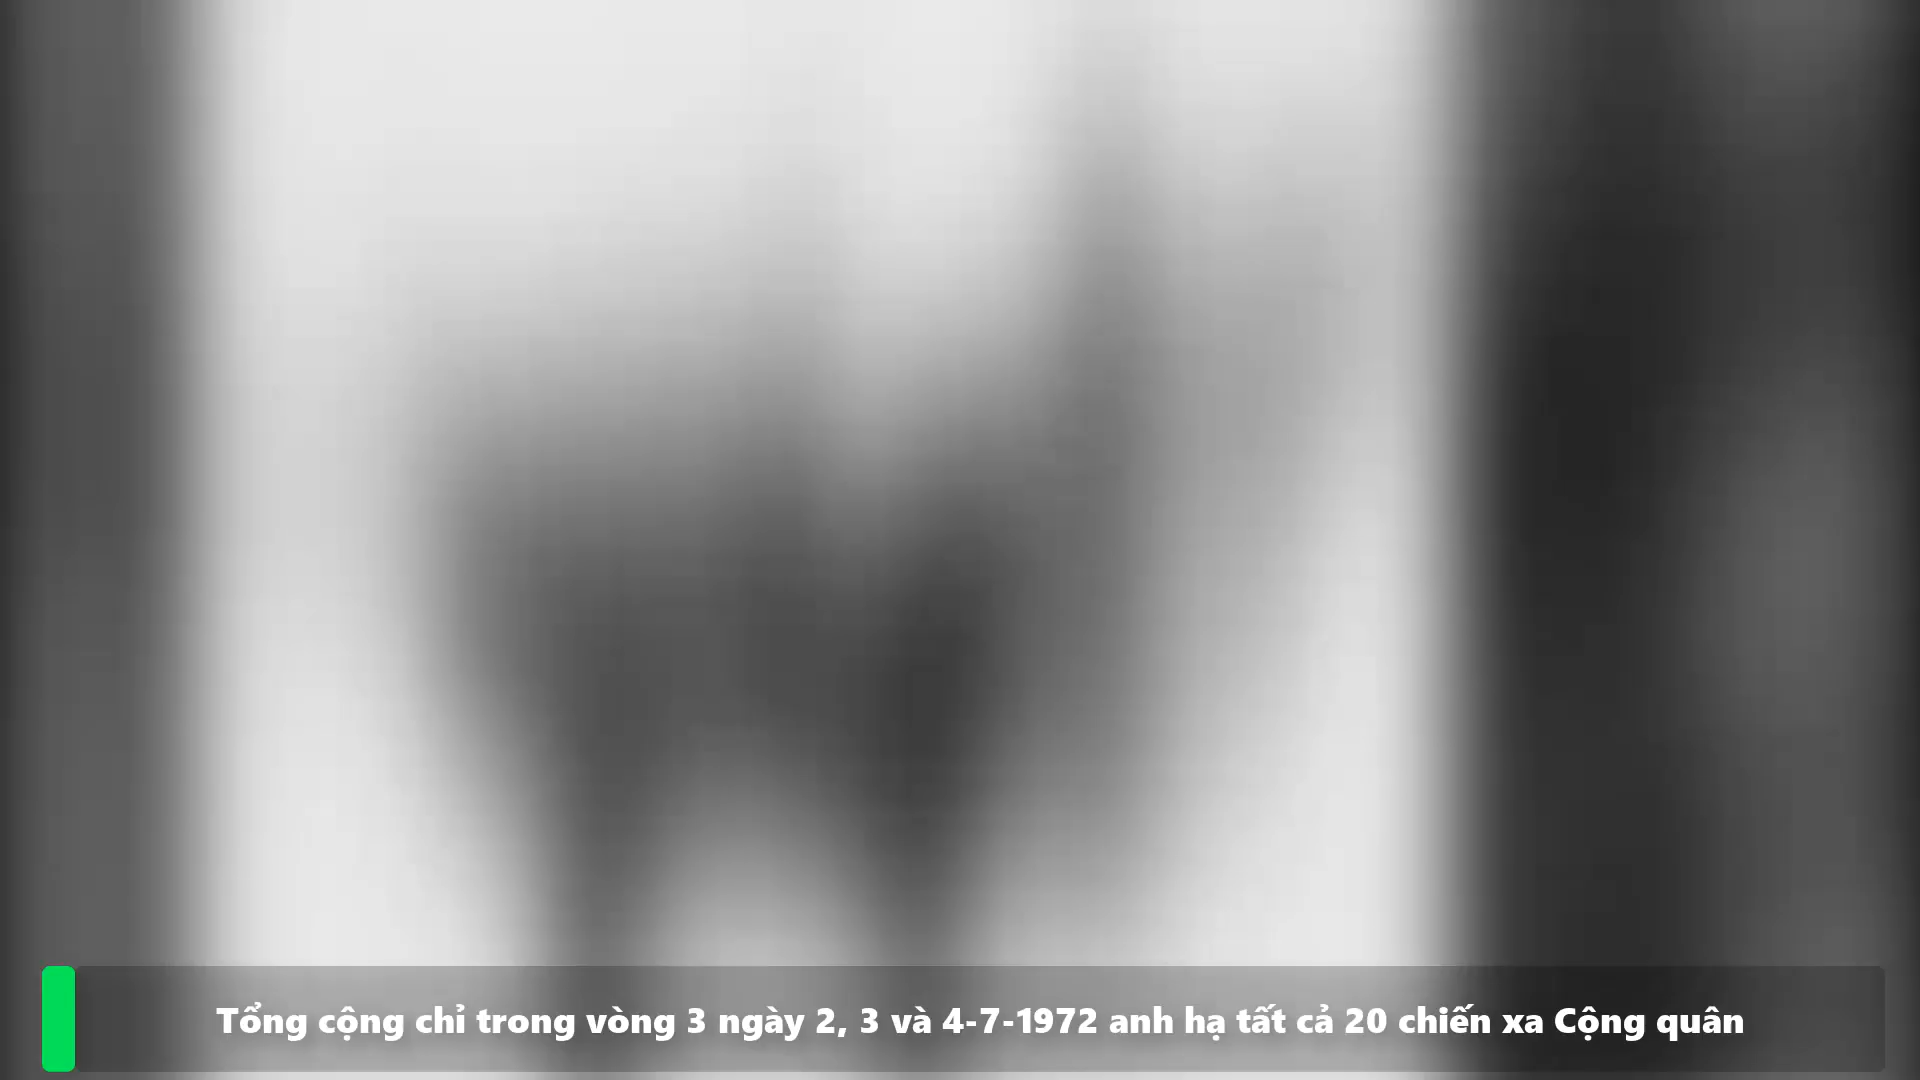 Tổng cộng chỉ trong vòng 3 ngày 2, 3 và 4-7-1972 anh hạ tất cả 20 chiến xa Cộng quân